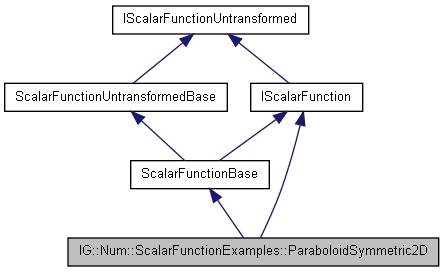 IScalarFunctionUntransformed
ScalarFunctionUntransformedBase
IScalarFunction
ScalarFunctionBase
IG::Num::ScalarFunctionExamples::ParaboloidSymmetric2D